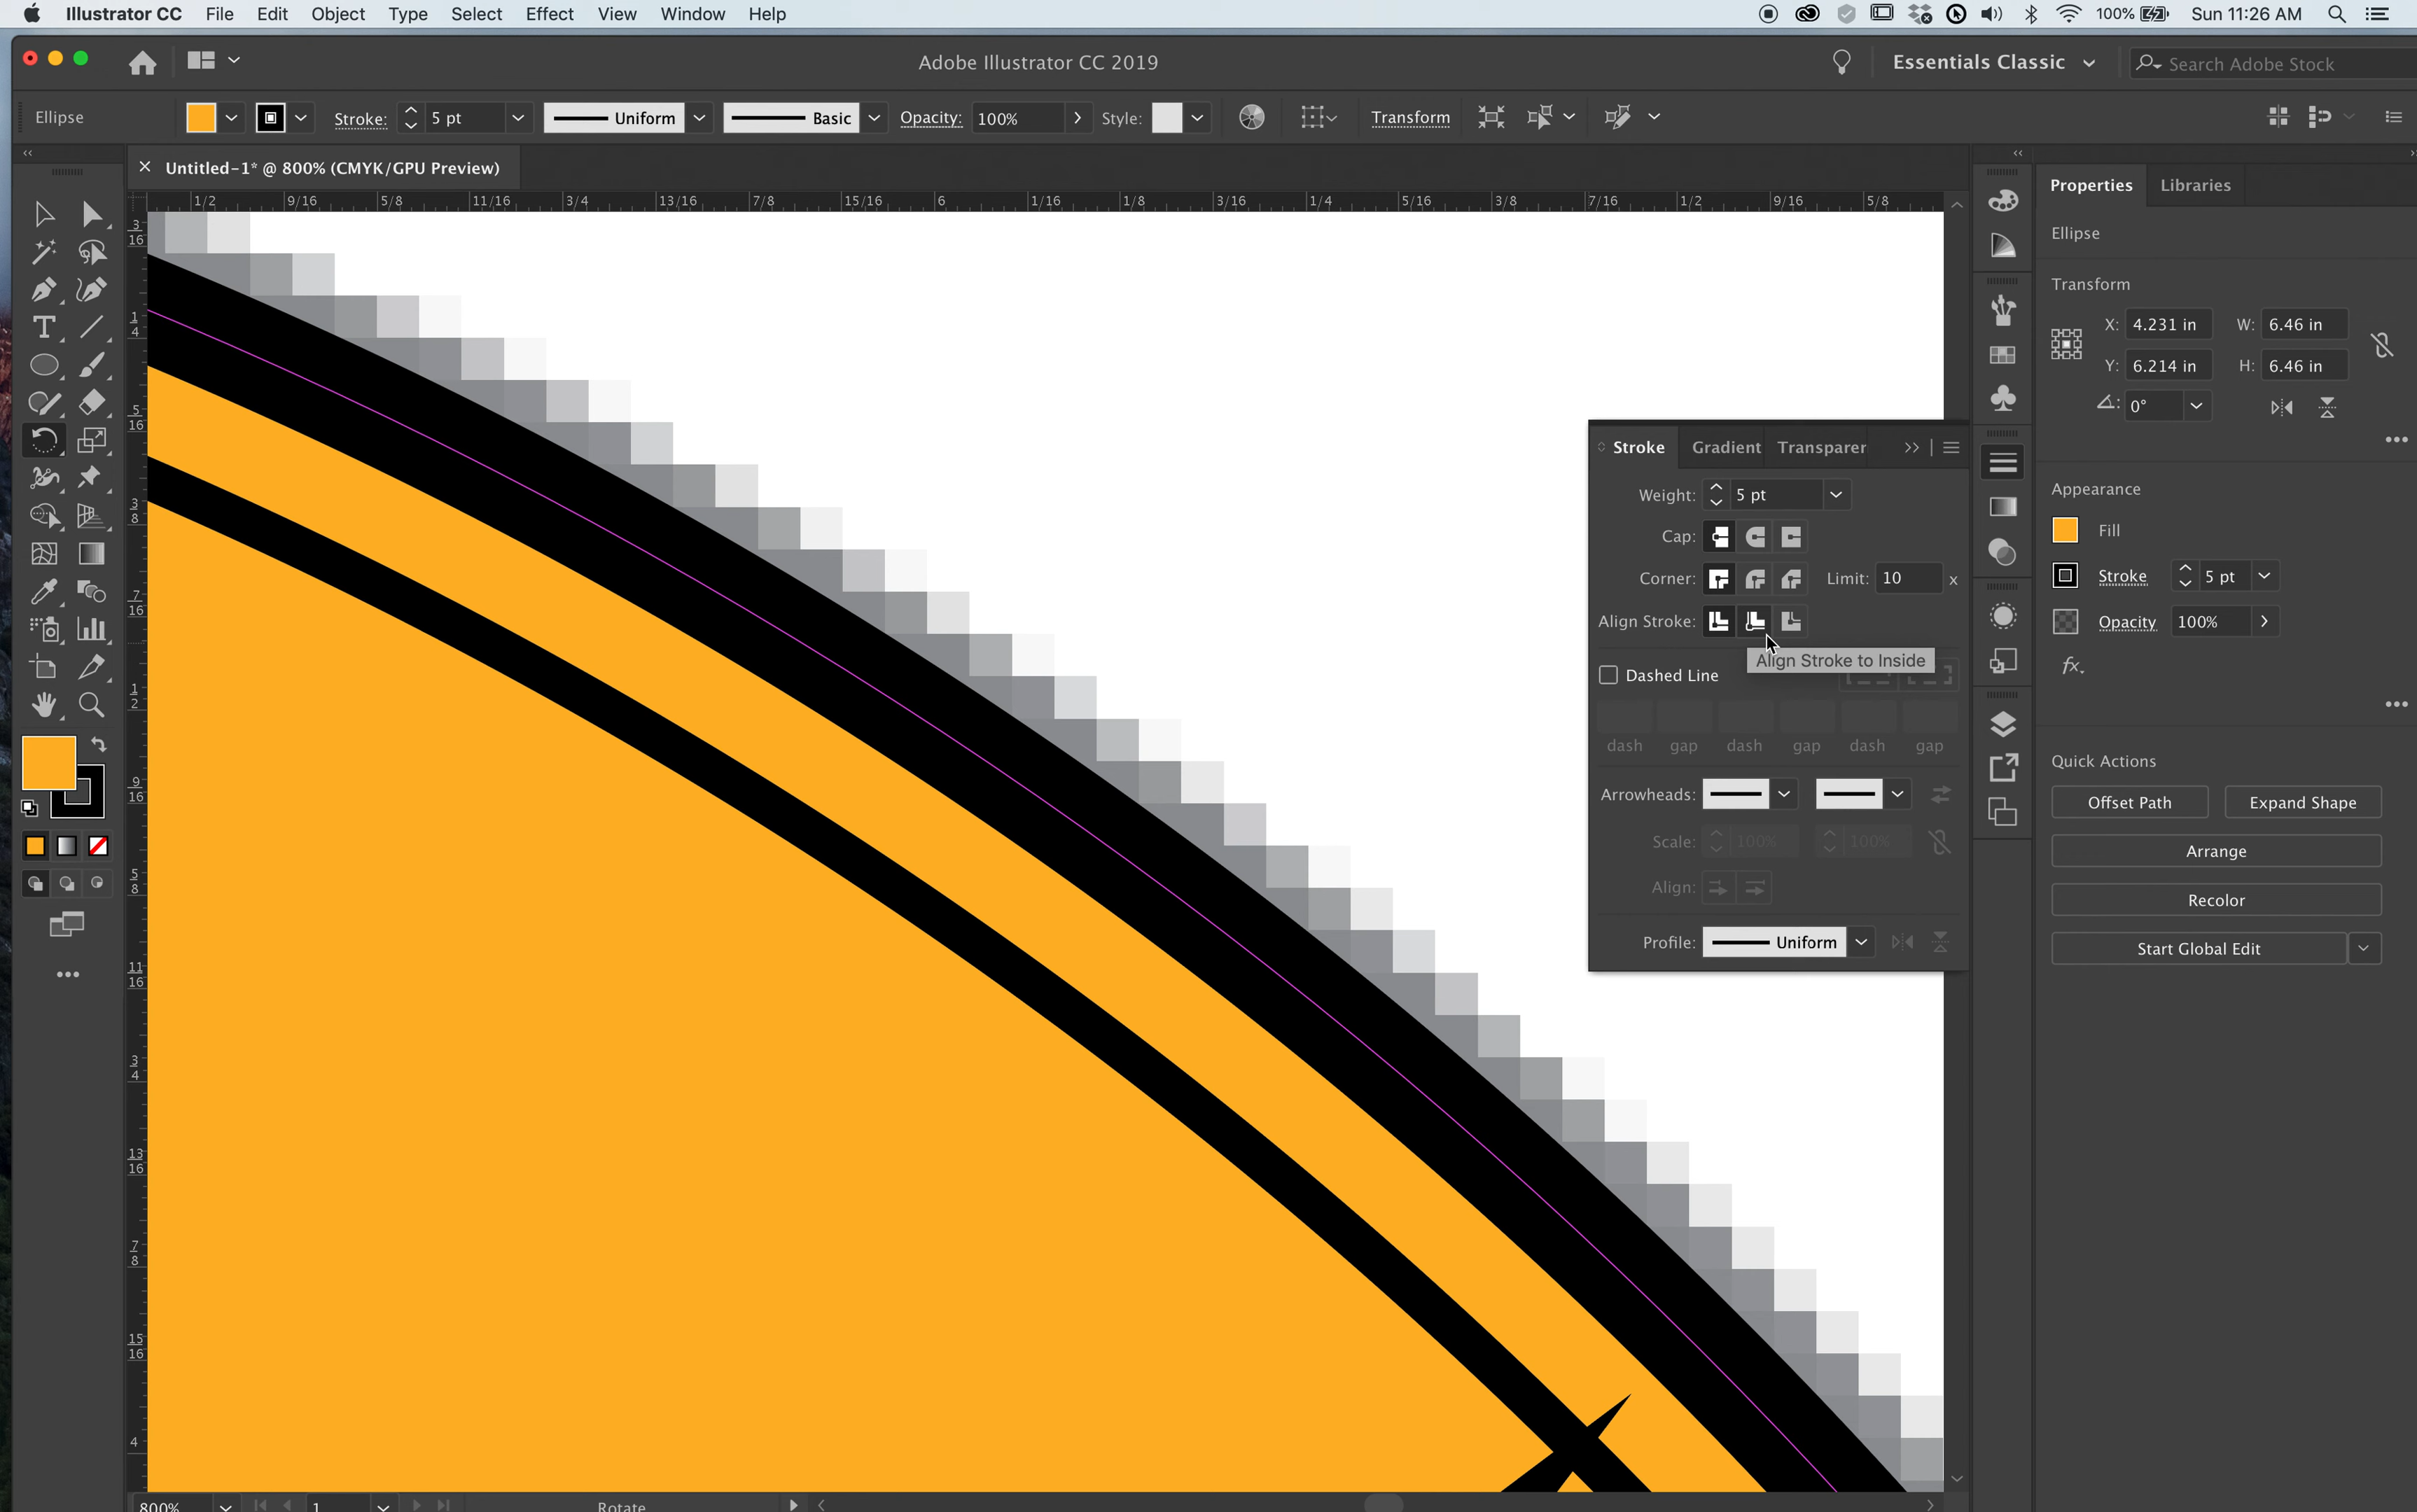 Illustrator CC File Edit Object Type Select Effect View Window Help 100% Sun 11:26 AM
Adobe Illustrator CC 2019 Essentials Classic Search Adobe Stock
Ellipse Stroke: 5 pt Uniform Basic Opacity: 100% Style: Transform
Untitled-1* @ 800% (CMYK/GPU Preview)
1/2 9/16 5/8 11/16 3/4 13/16 7/8 15/16 6 1/16 1/8 3/16 1/4 5/16 3/8 7/16 1/2 9/16 5/8
3/16
1/4
5/16
3/8
7/16
1/2
9/16
5/8
11/16
3/4
13/16
7/8
15/16
4
Stroke Gradient Transparer
Weight: 5 pt
Cap:
Corner: Limit: 10 x
Align Stroke:
Align Stroke to Inside
Dashed Line
dash gap dash gap dash gap
Arrowheads:
Scale: 100% 100%
Align:
Profile: Uniform
Properties Libraries
Ellipse
Transform
X: 4.231 in W: 6.46 in
Y: 6.214 in H: 6.46 in
0°
Appearance
Fill
Stroke 5 pt
Opacity 100%
fx.
Quick Actions
Offset Path Expand Shape
Arrange
Recolor
Start Global Edit
800% 1 Rotate